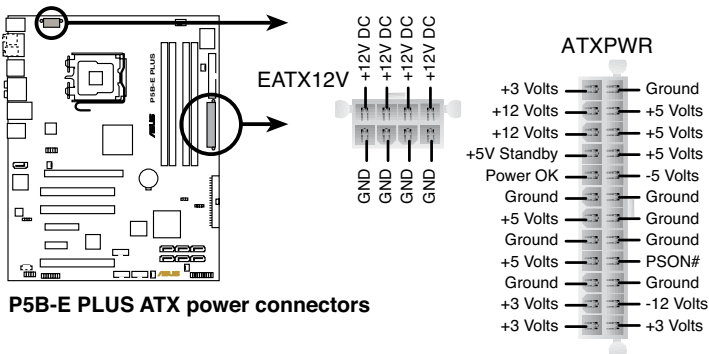 P5B-E PLUS
ASUS
ASUS
P5B-E PLUS ATX power connectors
EATX12V
+12V DC
+12V DC
+12V DC
+12V DC
GND
GND
GND
GND
ATXPWR
+3 Volts Ground
+12 Volts +5 Volts
+12 Volts +5 Volts
+5V Standby +5 Volts
Power OK -5 Volts
Ground Ground
+5 Volts Ground
Ground Ground
+5 Volts PSON#
Ground Ground
+3 Volts -12 Volts
+3 Volts +3 Volts